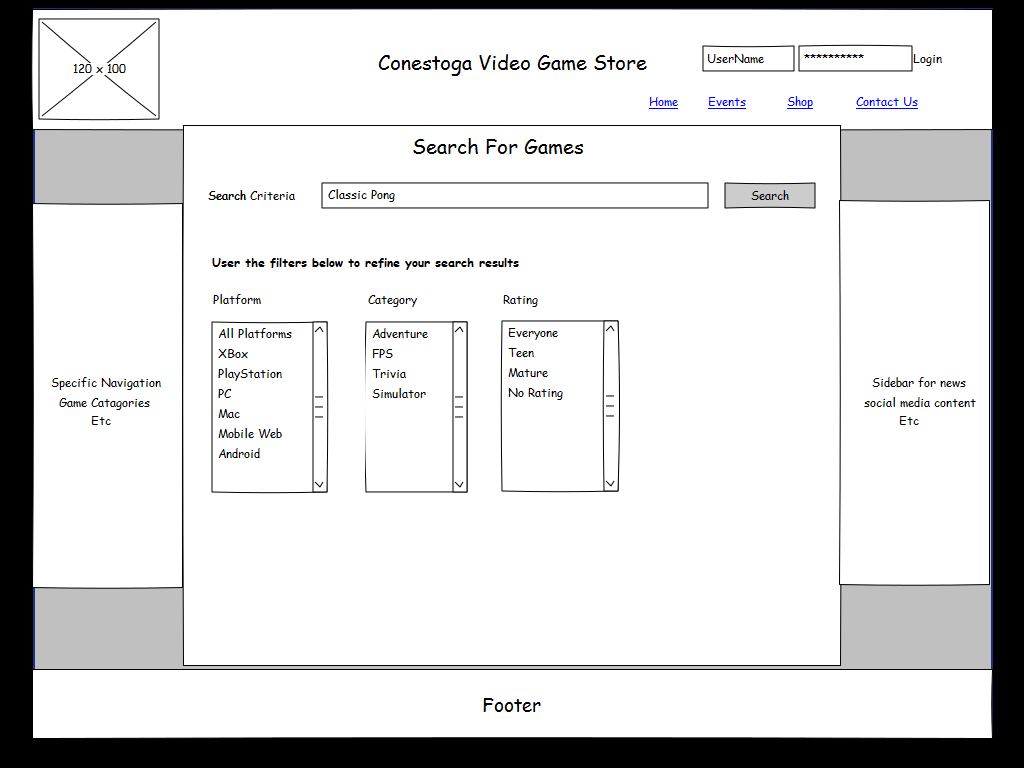 120 x 100
Conestoga Video Game Store
UserName
**********
Login
Home
Events
Shop
Contact Us
Search For Games
Search Criteria
Classic Pong
Search
User the filters below to refine your search results
Platform
Category
Rating
All Platforms
XBox
PlayStation
PC
Mac
Mobile Web
Android
Adventure
FPS
Trivia
Simulator
Everyone
Teen
Mature
No Rating
Specific Navigation
Game Catagories
Etc
Sidebar for news
social media content
Etc
Footer